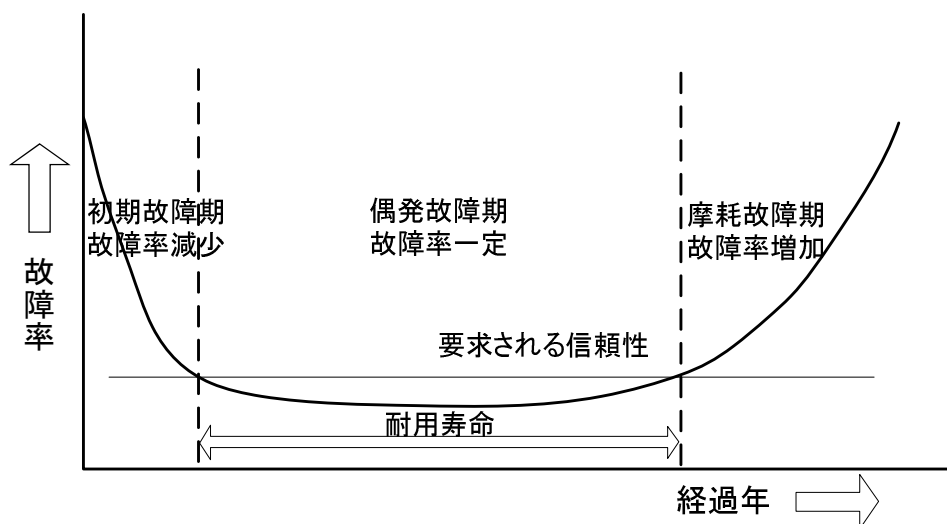 初期故障期
故障率減少
偶発故障期
故障率一定
摩耗故障期
故障率増加
故障率
要求される信頼性
耐用寿命
経過年